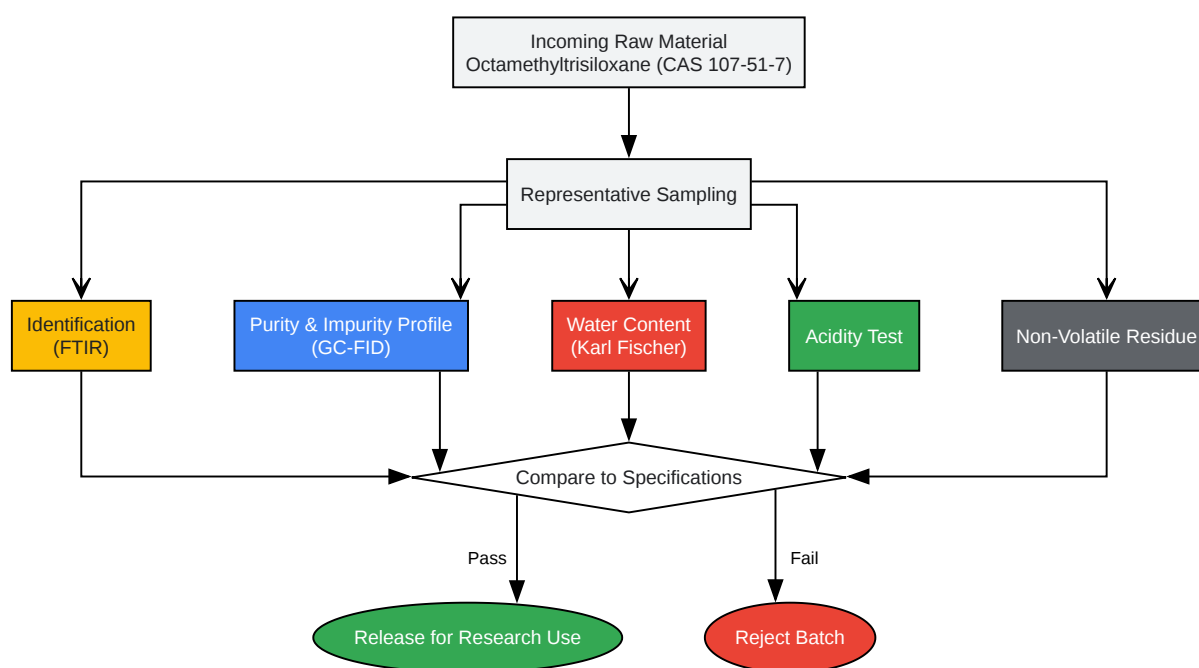 Incoming Raw Material
Octamethyltrisiloxane (CAS 107-51-7)
Representative Sampling
Identification
(FTIR)
Purity & Impurity Profile
(GC-FID)
Water Content
(Karl Fischer)
Acidity Test
Non-Volatile Residue
Compare to Specifications
Pass
Fail
Release for Research Use
Reject Batch